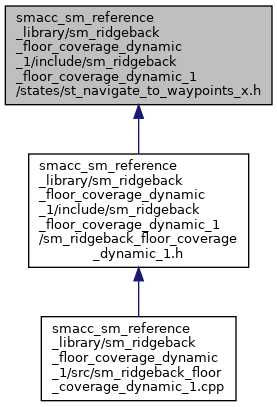 smacc_sm_reference
_library/sm_ridgeback
_floor_coverage_dynamic
_1/include/sm_ridgeback
_floor_coverage_dynamic_1
/states/st_navigate_to_waypoints_x.h
smacc_sm_reference
_library/sm_ridgeback
_floor_coverage_dynamic
_1/include/sm_ridgeback
_floor_coverage_dynamic_1
/sm_ridgeback_floor_coverage
_dynamic_1.h
smacc_sm_reference
_library/sm_ridgeback
_floor_coverage_dynamic
_1/src/sm_ridgeback_floor
_coverage_dynamic_1.cpp